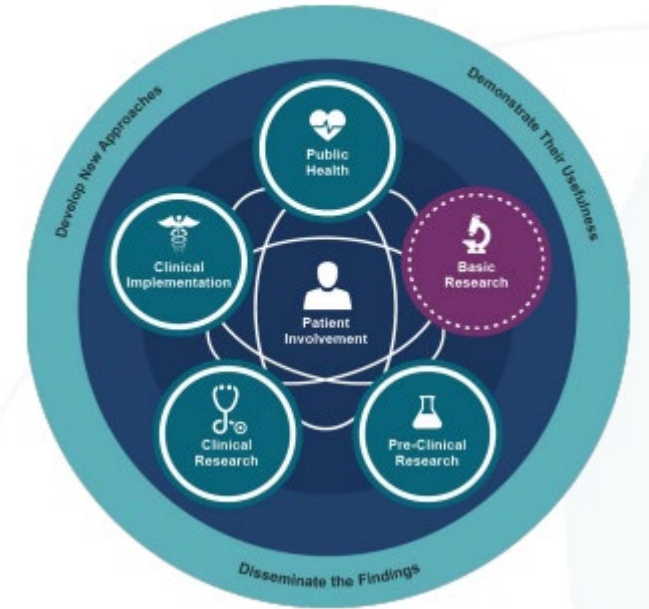 Develop New Approaches
Demonstrate Their Usefulness
Public
Health
Clinical
Implementation
Basic
Research
Patient
Involvement
Clinical
Research
Pre-Clinical
Research
Disseminate the Findings